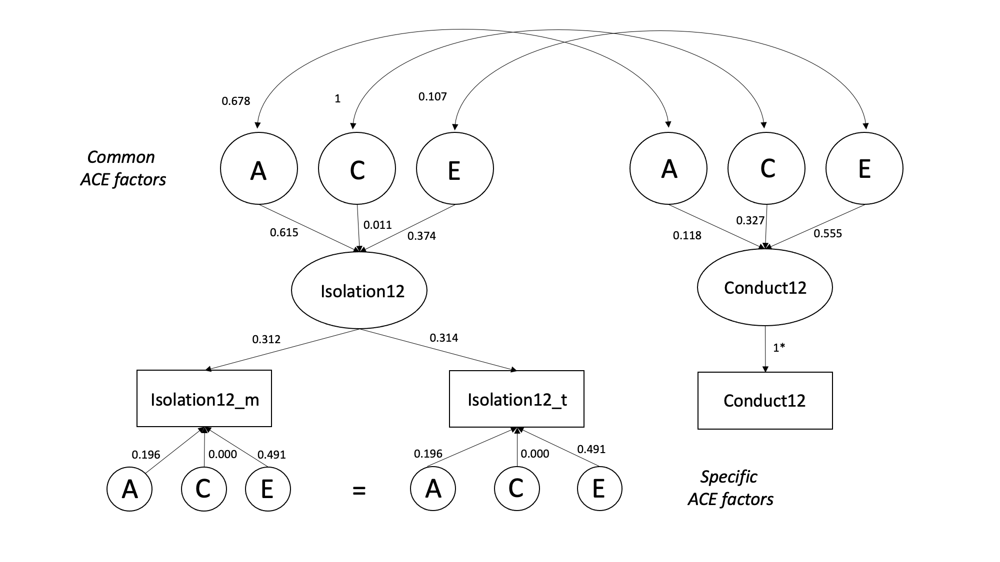 0.678
1
0.107
Common
ACE factors
A
C
E
A
C
E
0.615
0.011
0.374
0.118
0.327
0.555
Isolation12
Conduct12
0.312
0.314
1*
Isolation12_m
Isolation12_t
Conduct12
0.196
0.000
0.491
0.196
0.000
0.491
A
C
E
=
A
C
E
Specific
ACE factors